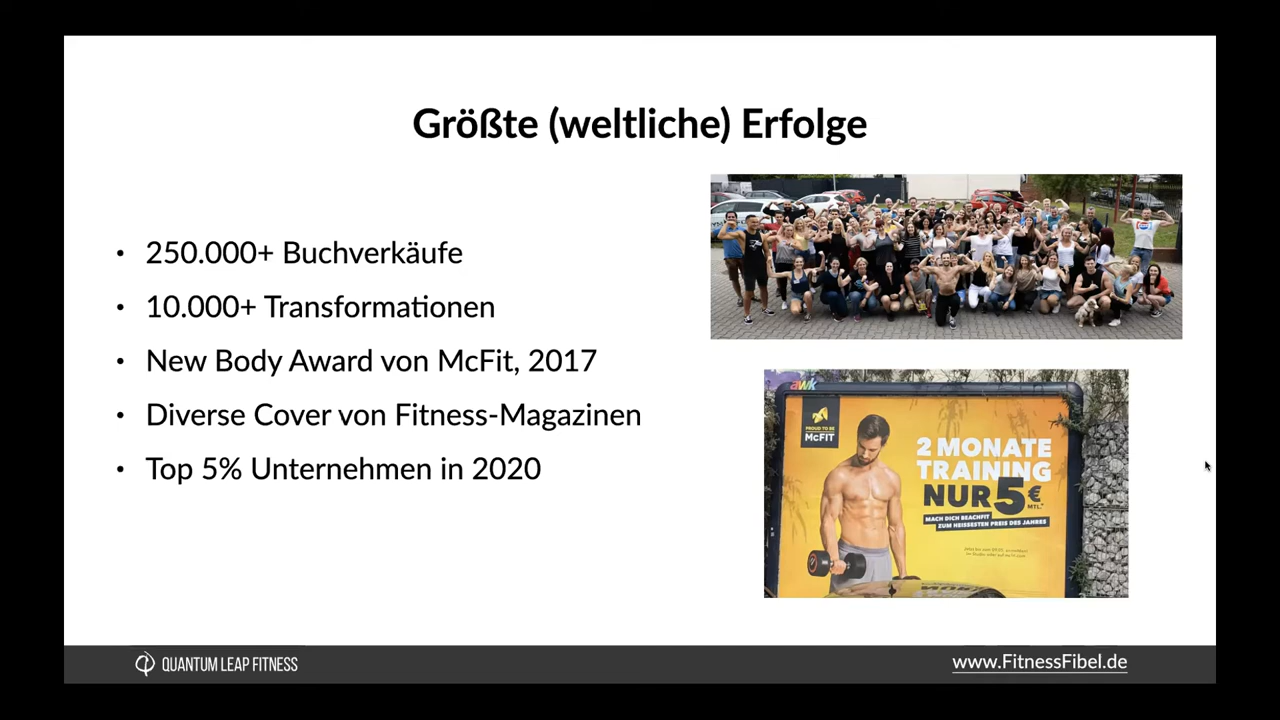 Größte (weltliche) Erfolge
• 250.000+ Buchverkäufe
• 10.000+ Transformationen
• New Body Award von McFit, 2017
• Diverse Cover von Fitness-Magazinen
• Top 5% Unternehmen in 2020
awk
PROUD TO BE
McFIT
2 MONATE
TRAINING
NUR 5€
MTL.*
MACH DICH BEACHFIT
ZUM HEISSESTEN PREIS DES JAHRES
QUANTUM LEAP FITNESS
www.FitnessFibel.de